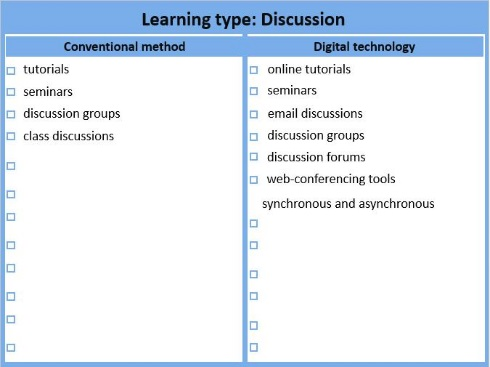 Learning type: Discussion
Conventional method
tutorials
seminars
discussion groups
class discussions
Digital technology
online tutorials
seminars
email discussions
discussion groups
discussion forums
web-conferencing tools
synchronous and asynchronous